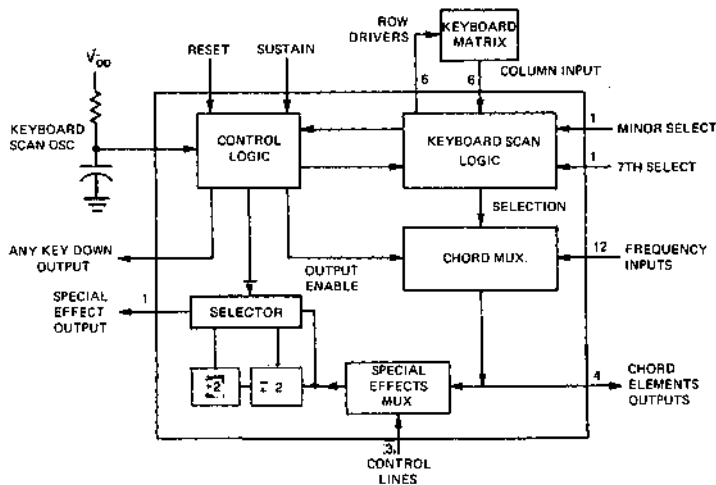 ROW
DRIVERS
KEYBOARD
MATRIX
RESET
SUSTAIN
V_DD
6
6
COLUMN INPUT
KEYBOARD
SCAN OSC
CONTROL
LOGIC
KEYBOARD SCAN
LOGIC
1
MINOR SELECT
1
7TH SELECT
SELECTION
ANY KEY DOWN
OUTPUT
OUTPUT
ENABLE
CHORD MUX.
12
FREQUENCY
INPUTS
SPECIAL
EFFECT
OUTPUT
1
SELECTOR
÷2
÷ 2
SPECIAL
EFFECTS
MUX
4
CHORD
ELEMENTS
OUTPUTS
3
CONTROL
LINES